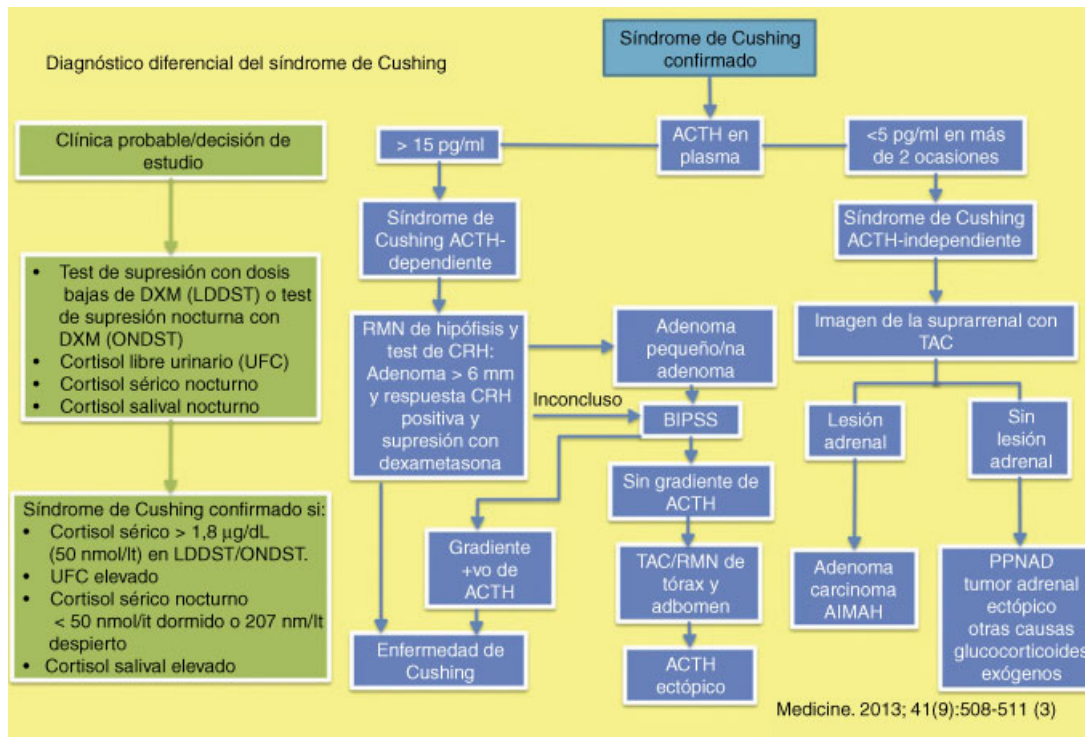 Diagnóstico diferencial del síndrome de Cushing
Clínica probable/decisión de
estudio
• Test de supresión con dosis
bajas de DXM (LDDST) o test
de supresión nocturna con
DXM (ONDST)
• Cortisol libre urinario (UFC)
• Cortisol sérico nocturno
• Cortisol salival nocturno
Síndrome de Cushing confirmado si:
• Cortisol sérico > 1,8 µg/dL
(50 nmol/lt) en LDDST/ONDST.
• UFC elevado
• Cortisol sérico nocturno
< 50 nmol/it dormido o 207 nm/lt
despierto
• Cortisol salival elevado
Síndrome de Cushing
confirmado
ACTH en
plasma
> 15 pg/ml
<5 pg/ml en más
de 2 ocasiones
Síndrome de
Cushing ACTH-
dependiente
RMN de hipófisis y
test de CRH:
Adenoma > 6 mm
y respuesta CRH
positiva y
supresión con
dexametasona
Inconcluso
Adenoma
pequeño/na
adenoma
BIPSS
Sin gradiente de
ACTH
Gradiente
+vo de
ACTH
TAC/RMN de
tórax y
adbomen
Enfermedad de
Cushing
ACTH
ectópico
Síndrome de Cushing
ACTH-independiente
Imagen de la suprarrenal con
TAC
Lesión
adrenal
Sin
lesión
adrenal
Adenoma
carcinoma
AIMAH
PPNAD
tumor adrenal
ectópico
otras causas
glucocorticoides
exógenos
Medicine. 2013; 41(9):508-511 (3)